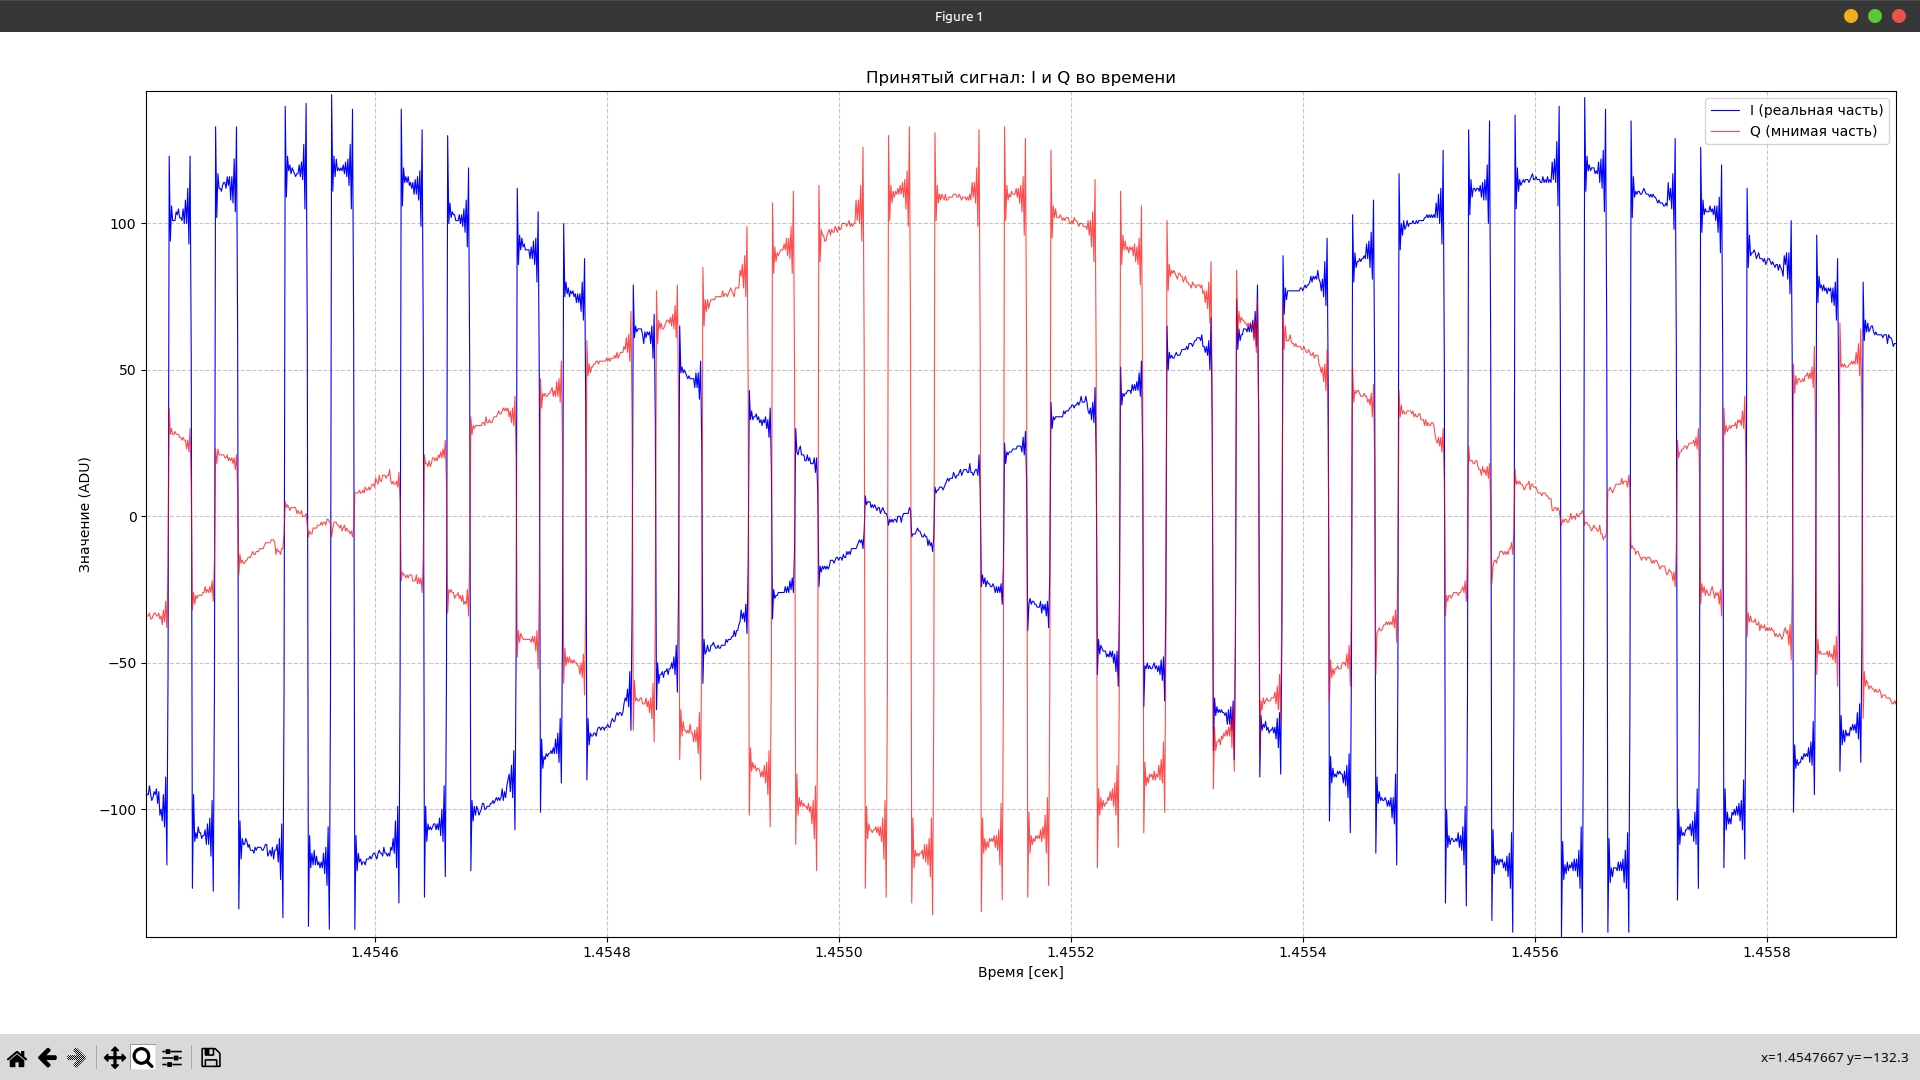 Figure 1
Принятый сигнал: I и Q во времени
I (реальная часть)
Q (мнимая часть)
100
50
0
−50
−100
Значение (ADU)
1.4546
1.4548
1.4550
1.4552
1.4554
1.4556
1.4558
Время [сек]
x=1.4547667 y=−132.3